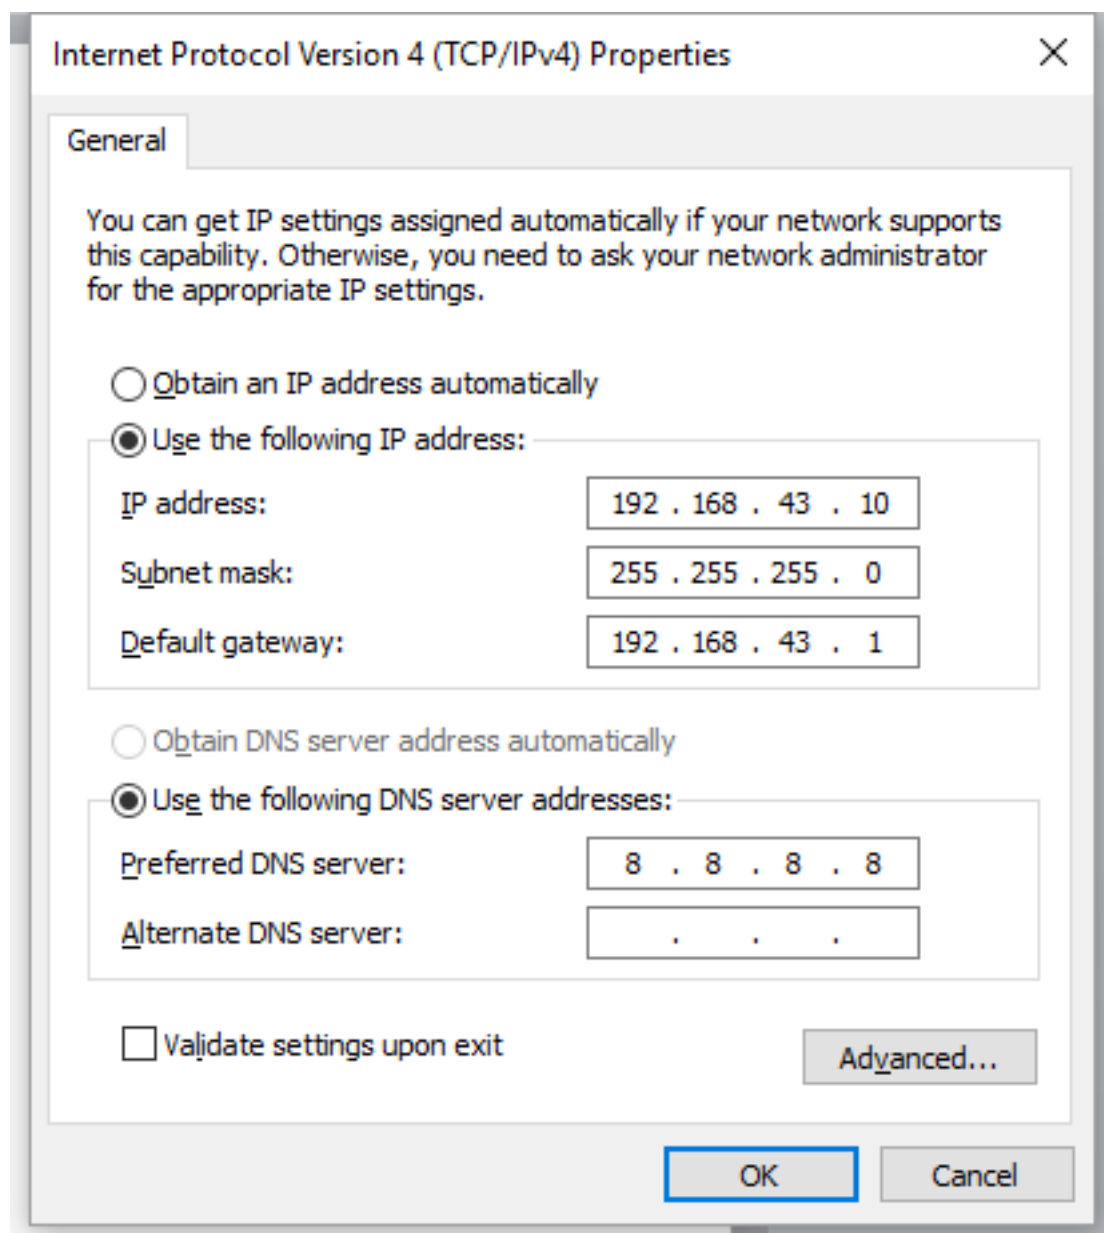 Internet Protocol Version 4 (TCP/IPv4) Properties
General
You can get IP settings assigned automatically if your network supports
this capability. Otherwise, you need to ask your network administrator
for the appropriate IP settings.
Obtain an IP address automatically
Use the following IP address:
IP address: 192 . 168 . 43 . 10
Subnet mask: 255 . 255 . 255 . 0
Default gateway: 192 . 168 . 43 . 1
Obtain DNS server address automatically
Use the following DNS server addresses:
Preferred DNS server: 8 . 8 . 8 . 8
Alternate DNS server: . . .
Validate settings upon exit
Advanced...
OK Cancel